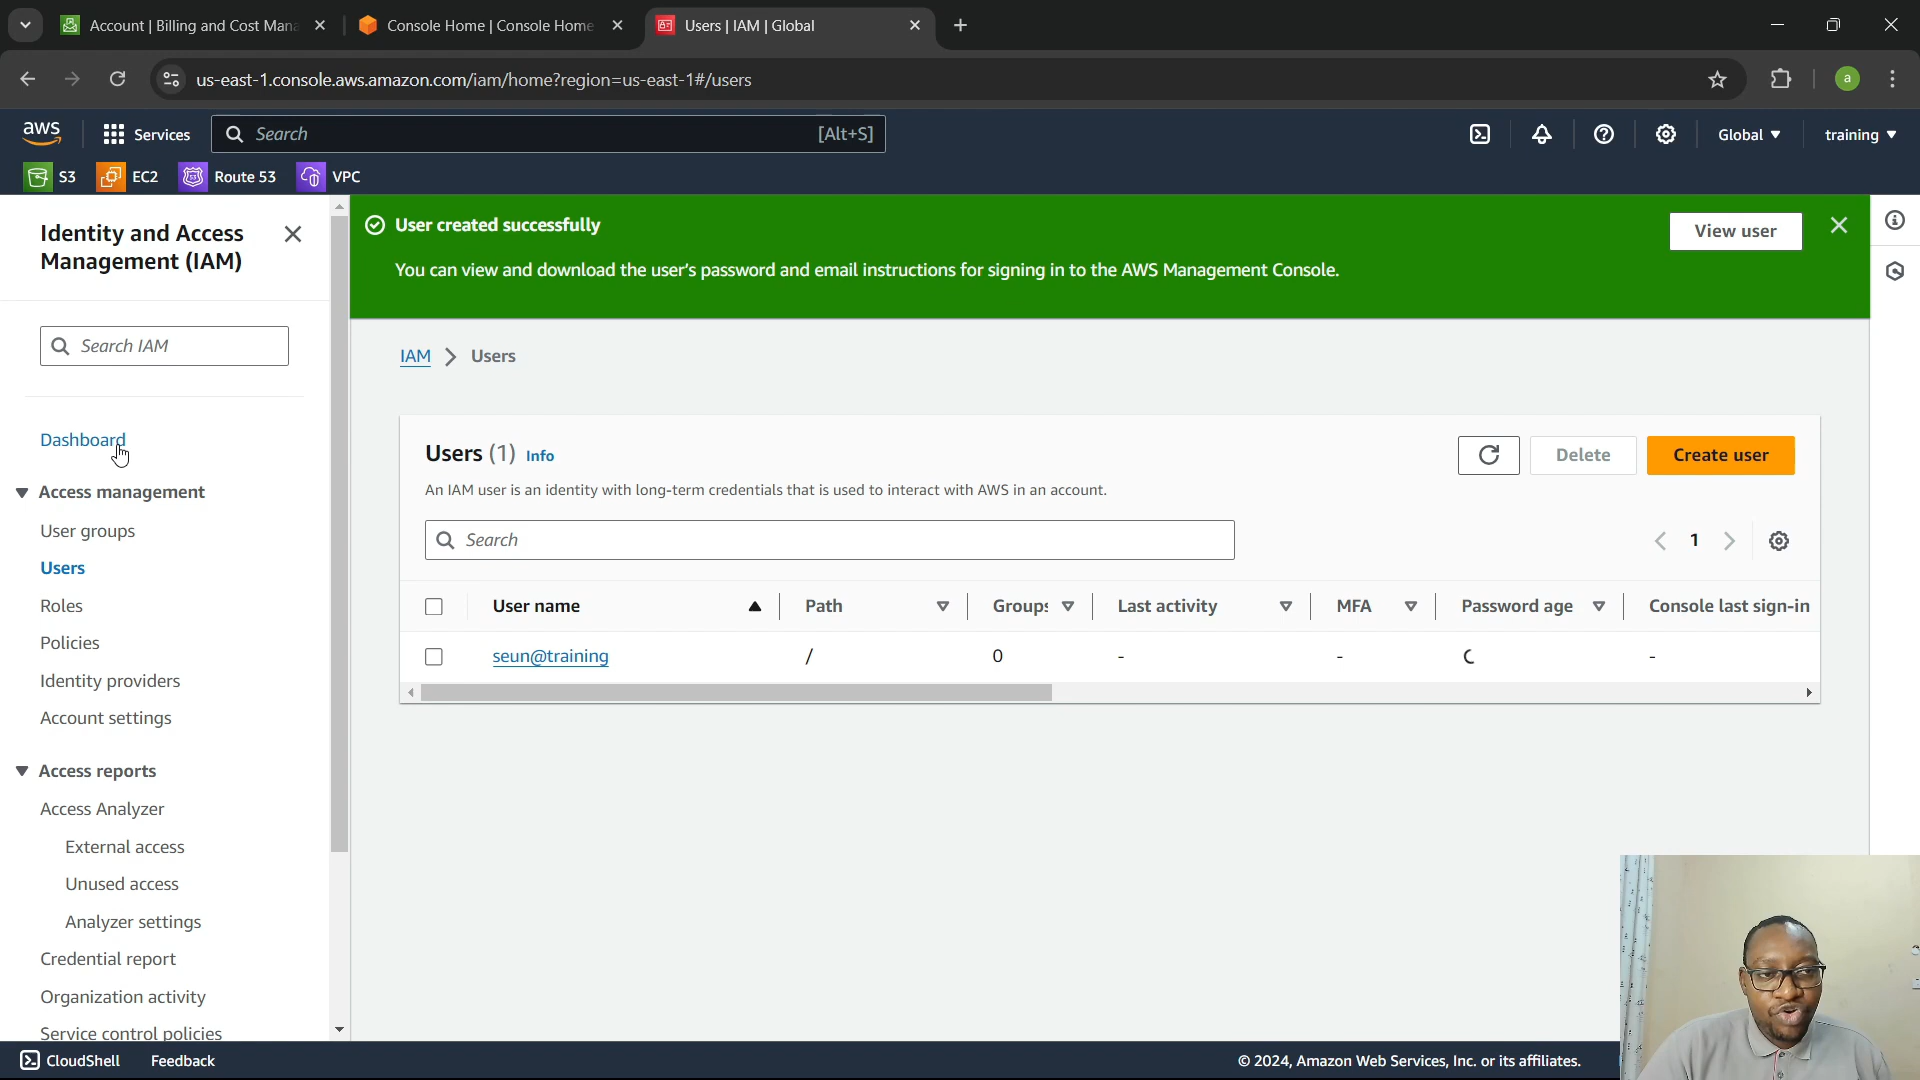 Account | Billing and Cost Mana
Console Home | Console Home
Users | IAM | Global
us-east-1.console.aws.amazon.com/iam/home?region=us-east-1#/users
a
aws
Services
Search
[Alt+S]
Global
training
S3
EC2
Route 53
VPC
Identity and Access
Management (IAM)
Search IAM
Dashboard
Access management
User groups
Users
Roles
Policies
Identity providers
Account settings
Access reports
Access Analyzer
External access
Unused access
Analyzer settings
Credential report
Organization activity
Service control policies
User created successfully
You can view and download the user's password and email instructions for signing in to the AWS Management Console.
View user
IAM > Users
Users (1) Info
An IAM user is an identity with long-term credentials that is used to interact with AWS in an account.
Delete
Create user
Search
1
User name
Path
Groups
Last activity
MFA
Password age
Console last sign-in
seun@training
/
0
-
-
-
CloudShell
Feedback
© 2024, Amazon Web Services, Inc. or its affiliates.